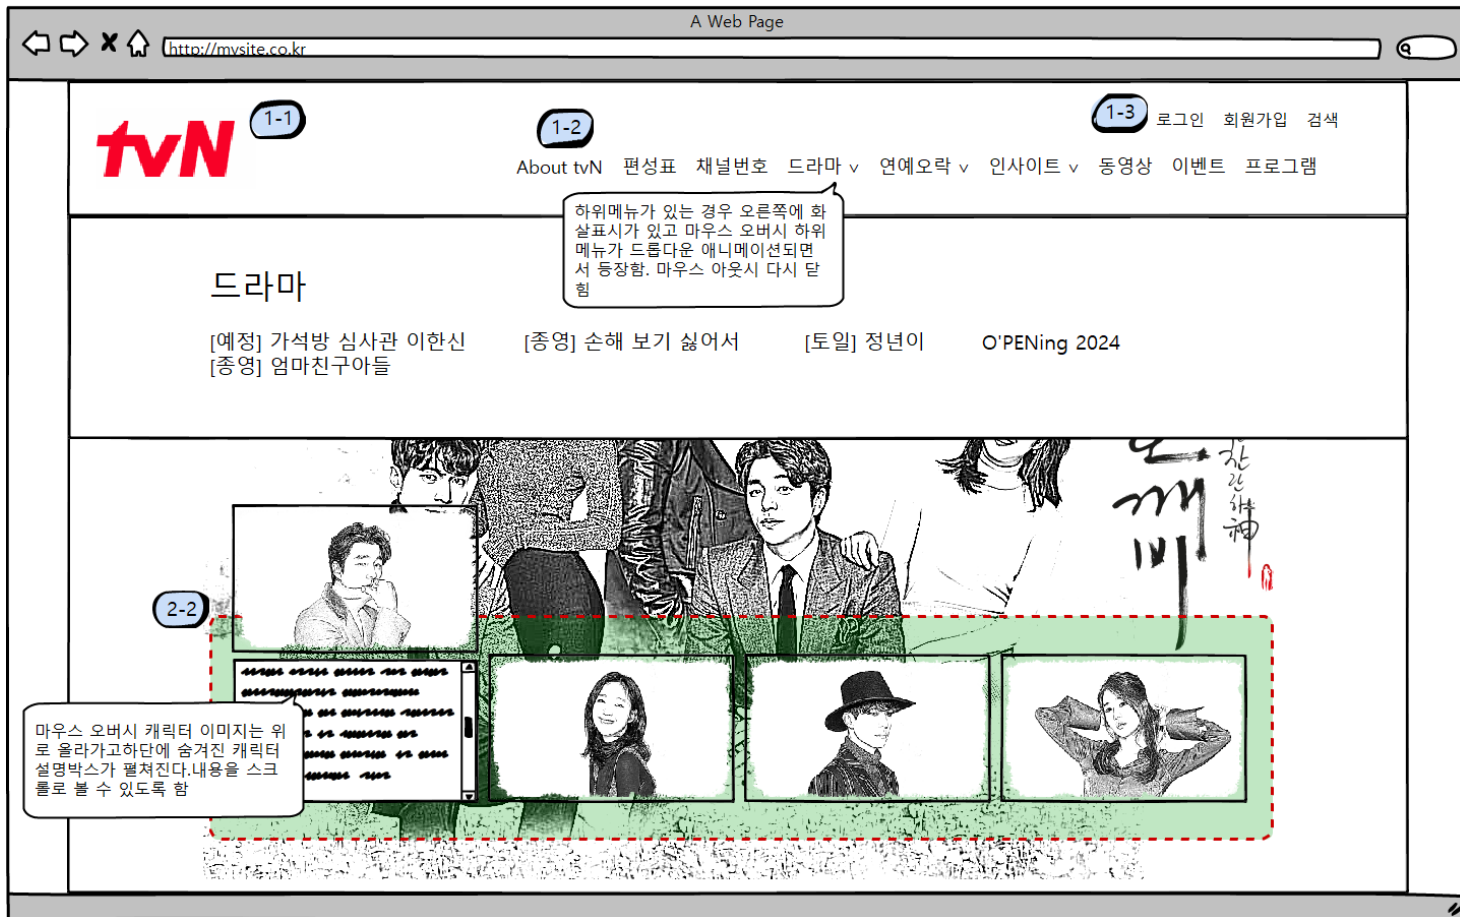 A Web Page
http://mysite.co.kr
tvN
1-1
1-2
1-3
로그인 회원가입 검색
About tvN 편성표 채널번호 드라마 v 연예오락 v 인사이트 v 동영상 이벤트 프로그램
하위메뉴가 있는 경우 오른쪽에 화
살표시가 있고 마우스 오버시 하위
메뉴가 드롭다운 애니메이션되면
서 등장함. 마우스 아웃시 다시 닫
힘
드라마
[예정] 가석방 심사관 이한신 [종영] 손해 보기 싫어서 [토일] 정년이 O'PENing 2024
[종영] 엄마친구아들
찬란하神
깨비
2-2
마우스 오버시 캐릭터 이미지는 위
로 올라가고하단에 숨겨진 캐릭터
설명박스가 펼쳐진다.내용을 스크
롤로 볼 수 있도록 함